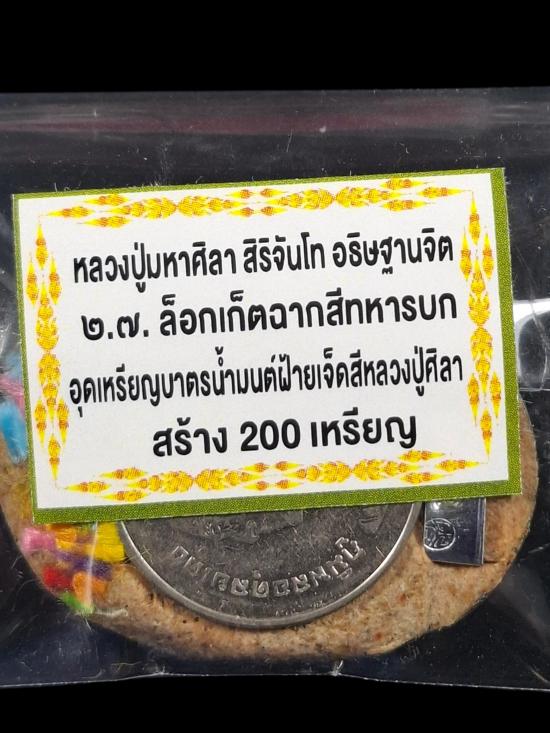 หลวงปู่มหาศิลา สิริจันโท อธิษฐานจิต
๒.๗. ล็อกเก็ตฉากสีทหารบก
อุดเหรียญบาตรน้ำมนต์ฝ้ายเจ็ดสีหลวงปู่ศิลา
สร้าง 200 เหรียญ